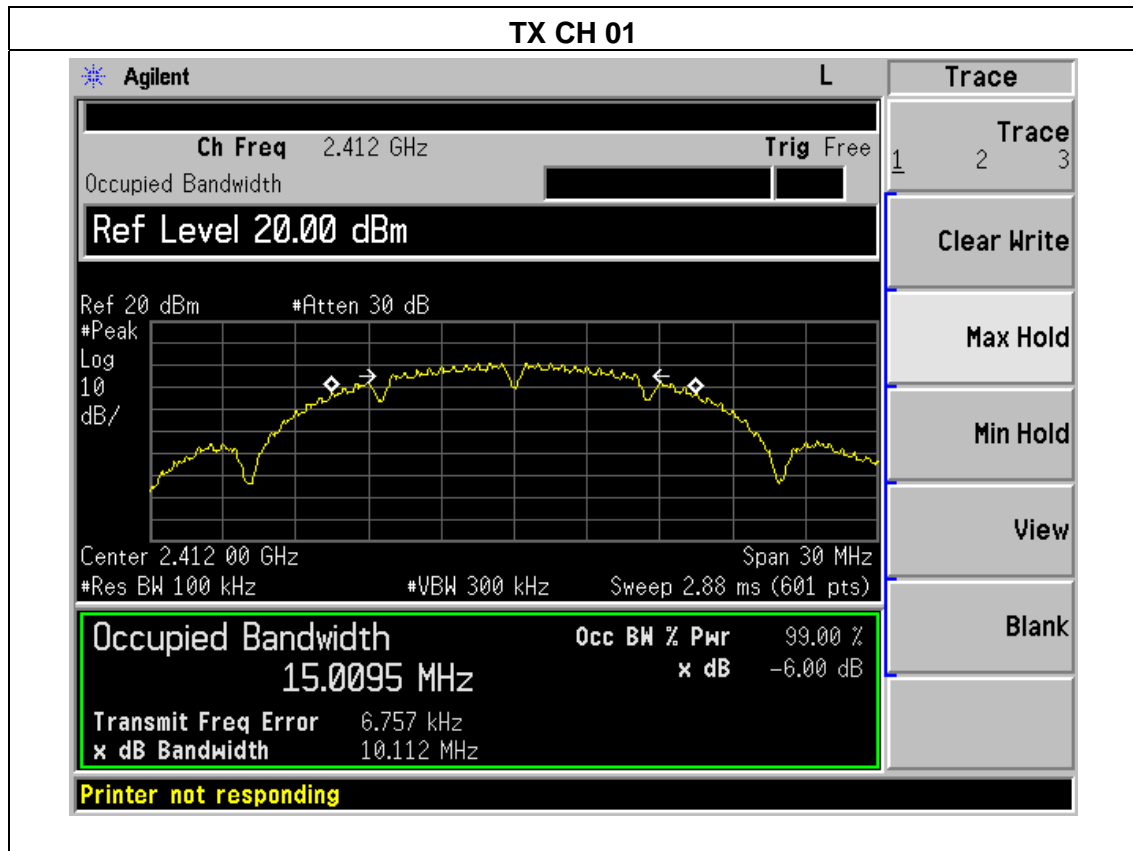 TX CH 01
Agilent L Trace
Ch Freq 2.412 GHz Trig Free
Occupied Bandwidth
Trace
1 2 3
Ref Level 20.00 dBm
Clear Write
Ref 20 dBm #Atten 30 dB
#Peak
Log
10
dB/
Max Hold
Min Hold
View
Center 2.412 00 GHz Span 30 MHz
#Res BW 100 kHz #VBW 300 kHz Sweep 2.88 ms (601 pts)
Blank
Occupied Bandwidth Occ BW % Pwr 99.00 %
15.0095 MHz x dB -6.00 dB
Transmit Freq Error 6.757 kHz
x dB Bandwidth 10.112 MHz
Printer not responding